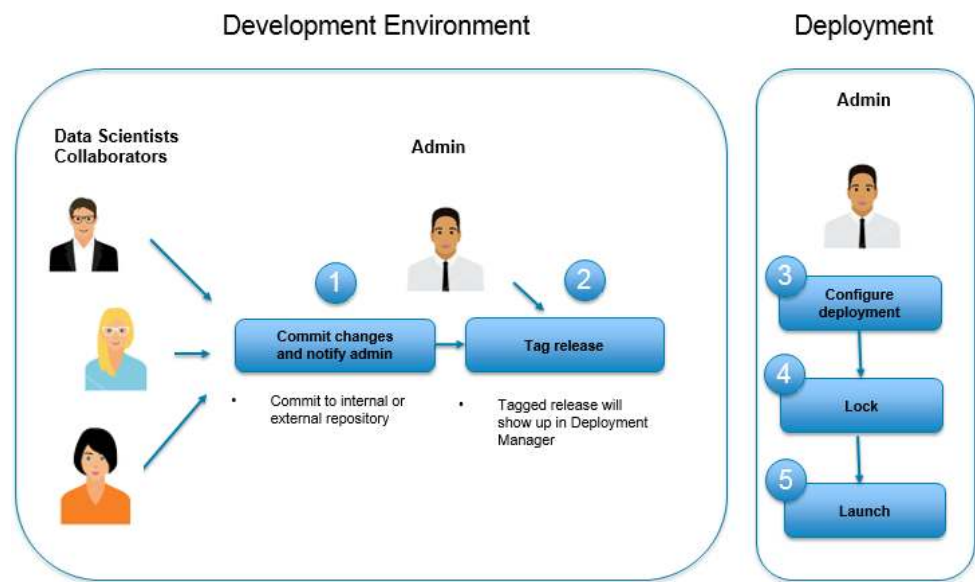 Development Environment
Deployment
Data Scientists
Collaborators
Admin
1
2
Commit changes
and notify admin
Tag release
• Commit to internal or
external repository
• Tagged release will
show up in Deployment
Manager
Admin
3
Configure
deployment
4
Lock
5
Launch